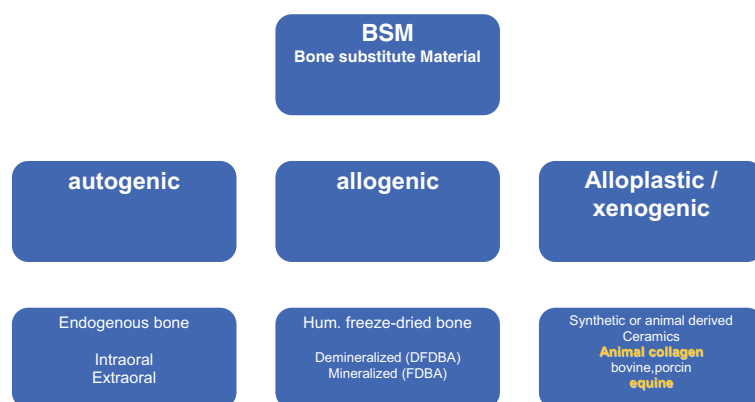 BSM
Bone substitute Material
autogenic
allogenic
Alloplastic /
xenogenic
Endogenous bone
Intraoral
Extraoral
Hum. freeze-dried bone
Demineralized (DFDBA)
Mineralized (FDBA)
Synthetic or animal derived
Ceramics
Animal collagen
bovine,porcin
equine